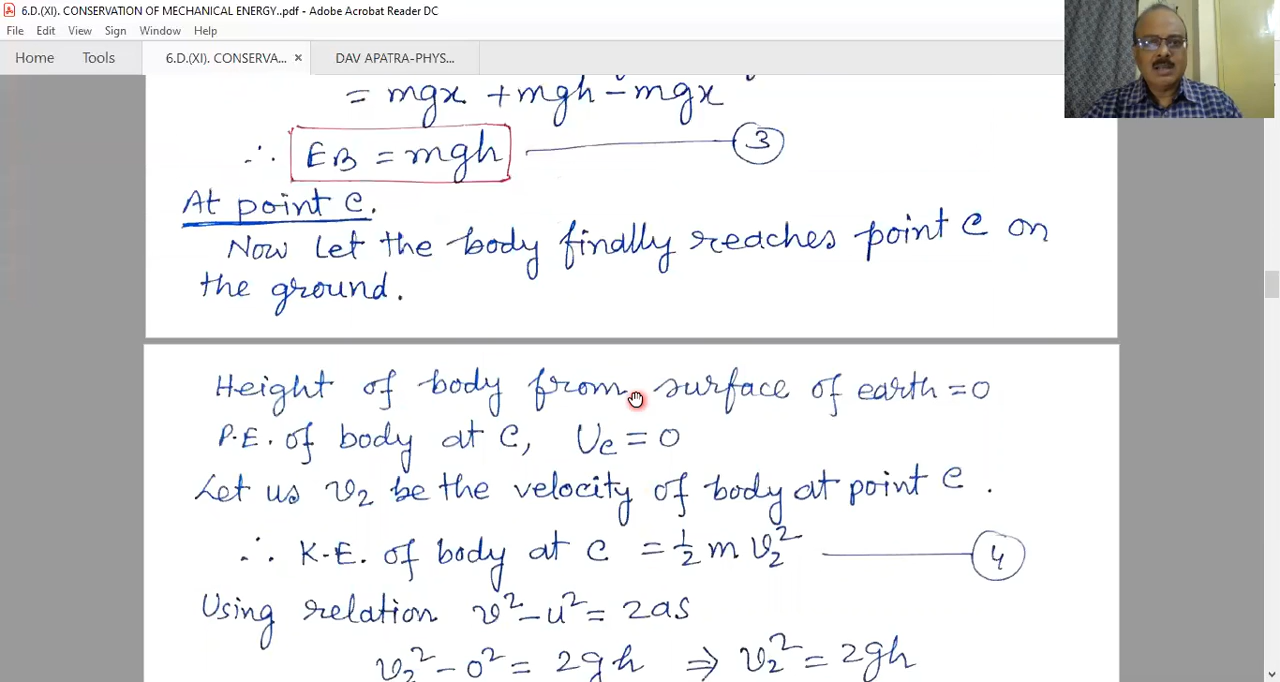 6.D.(XI). CONSERVATION OF MECHANICAL ENERGY..pdf - Adobe Acrobat Reader DC
File Edit View Sign Window Help
Home Tools 6.D.(XI). CONSERVA... × DAV APATRA-PHYS...
= mgx + mgh - mgx
∴ EB = mgh 3
At point C.
Now Let the body finally reaches point C on
the ground.
Height of body from surface of earth = 0
P.E. of body at C, Uc = 0
Let us v₂ be the velocity of body at point C .
∴ K.E. of body at C = ½ m v₂² 4
Using relation v² - u² = 2as
v₂² - 0² = 2gh ⇒ v₂² = 2gh